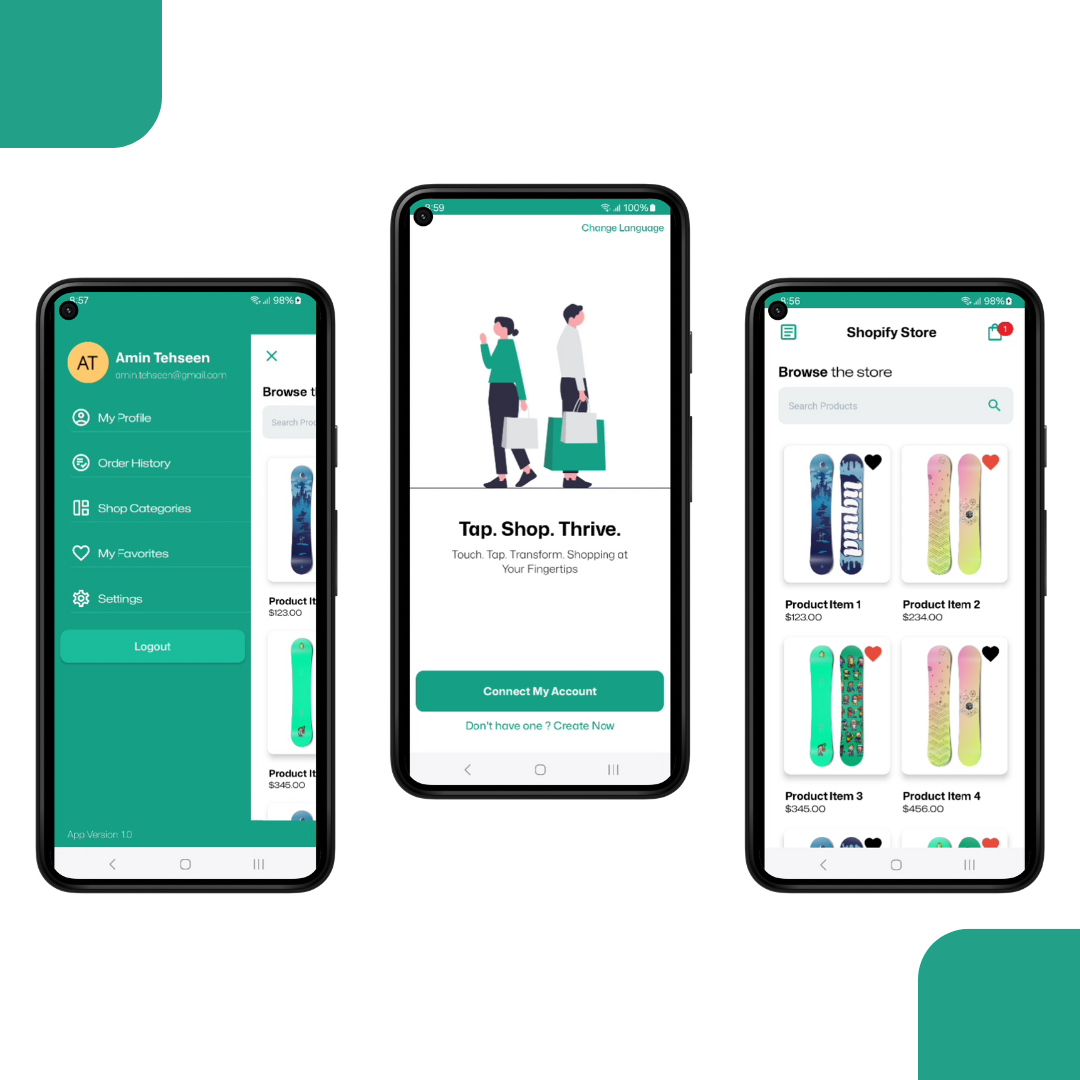 8:57
98%
AT
Amin Tehseen
amin.tehseen@gmail.com
My Profile
Order History
Shop Categories
My Favorites
Settings
Logout
App Version 1.0
Browse t
Search Proc
Product It
$123.00
Product It
$345.00
8:59
100%
Change Language
Tap. Shop. Thrive.
Touch. Tap. Transform. Shopping at
Your Fingertips
Connect My Account
Don't have one ? Create Now
8:56
98%
Shopify Store
1
Browse the store
Search Products
liquid
Product Item 1
$123.00
Product Item 2
$234.00
Product Item 3
$345.00
Product Item 4
$456.00